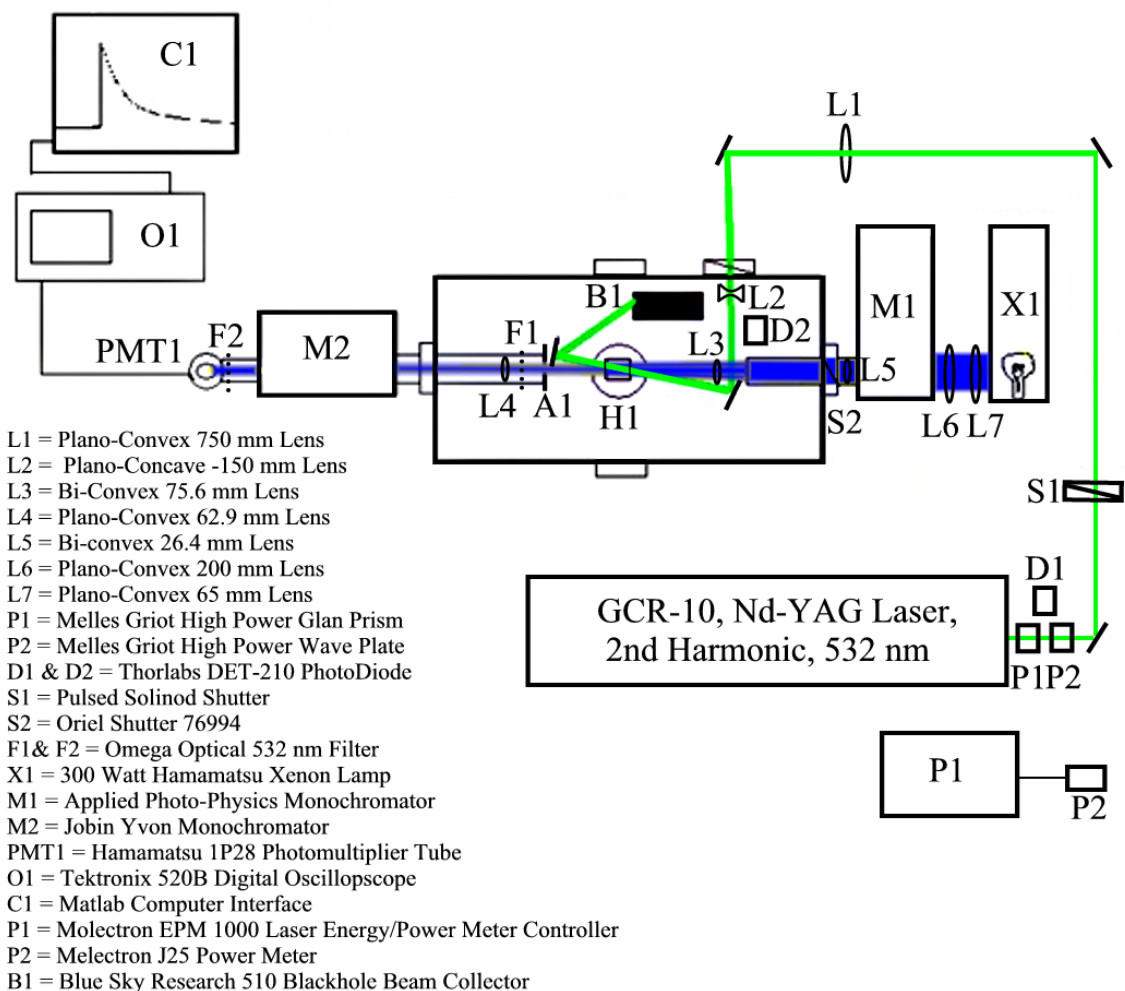 C1
L1
O1
B1
L2
D2
M1
X1
PMT1
F2
M2
F1
L3
L5
L4
A1
H1
S2
L6
L7
S1
L1 = Plano-Convex 750 mm Lens
L2 = Plano-Concave -150 mm Lens
L3 = Bi-Convex 75.6 mm Lens
L4 = Plano-Convex 62.9 mm Lens
L5 = Bi-convex 26.4 mm Lens
L6 = Plano-Convex 200 mm Lens
L7 = Plano-Convex 65 mm Lens
P1 = Melles Griot High Power Glan Prism
P2 = Melles Griot High Power Wave Plate
D1 & D2 = Thorlabs DET-210 PhotoDiode
S1 = Pulsed Solinod Shutter
S2 = Oriel Shutter 76994
F1& F2 = Omega Optical 532 nm Filter
X1 = 300 Watt Hamamatsu Xenon Lamp
M1 = Applied Photo-Physics Monochromator
M2 = Jobin Yvon Monochromator
PMT1 = Hamamatsu 1P28 Photomultiplier Tube
O1 = Tektronix 520B Digital Oscillopscope
C1 = Matlab Computer Interface
P1 = Molectron EPM 1000 Laser Energy/Power Meter Controller
P2 = Melectron J25 Power Meter
B1 = Blue Sky Research 510 Blackhole Beam Collector
D1
GCR-10, Nd-YAG Laser,
2nd Harmonic, 532 nm
P1
P2
P1
P2